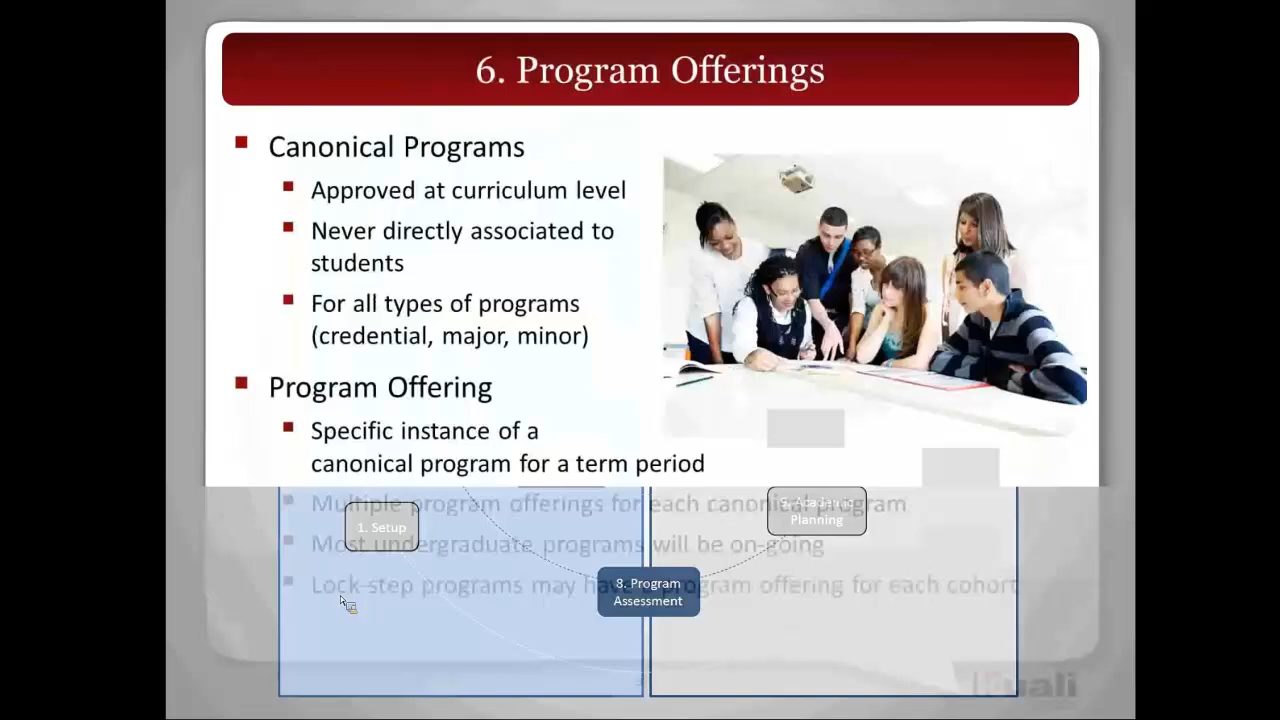 6. Program Offerings
Canonical Programs
Approved at curriculum level
Never directly associated to
students
For all types of programs
(credential, major, minor)
Program Offering
Specific instance of a
canonical program for a term period
Multiple program offerings for each canonical program
1. Setup
Planning
Most undergraduate programs will be on-going
8. Program
Assessment
Lock-step programs may have program offering for each cohort